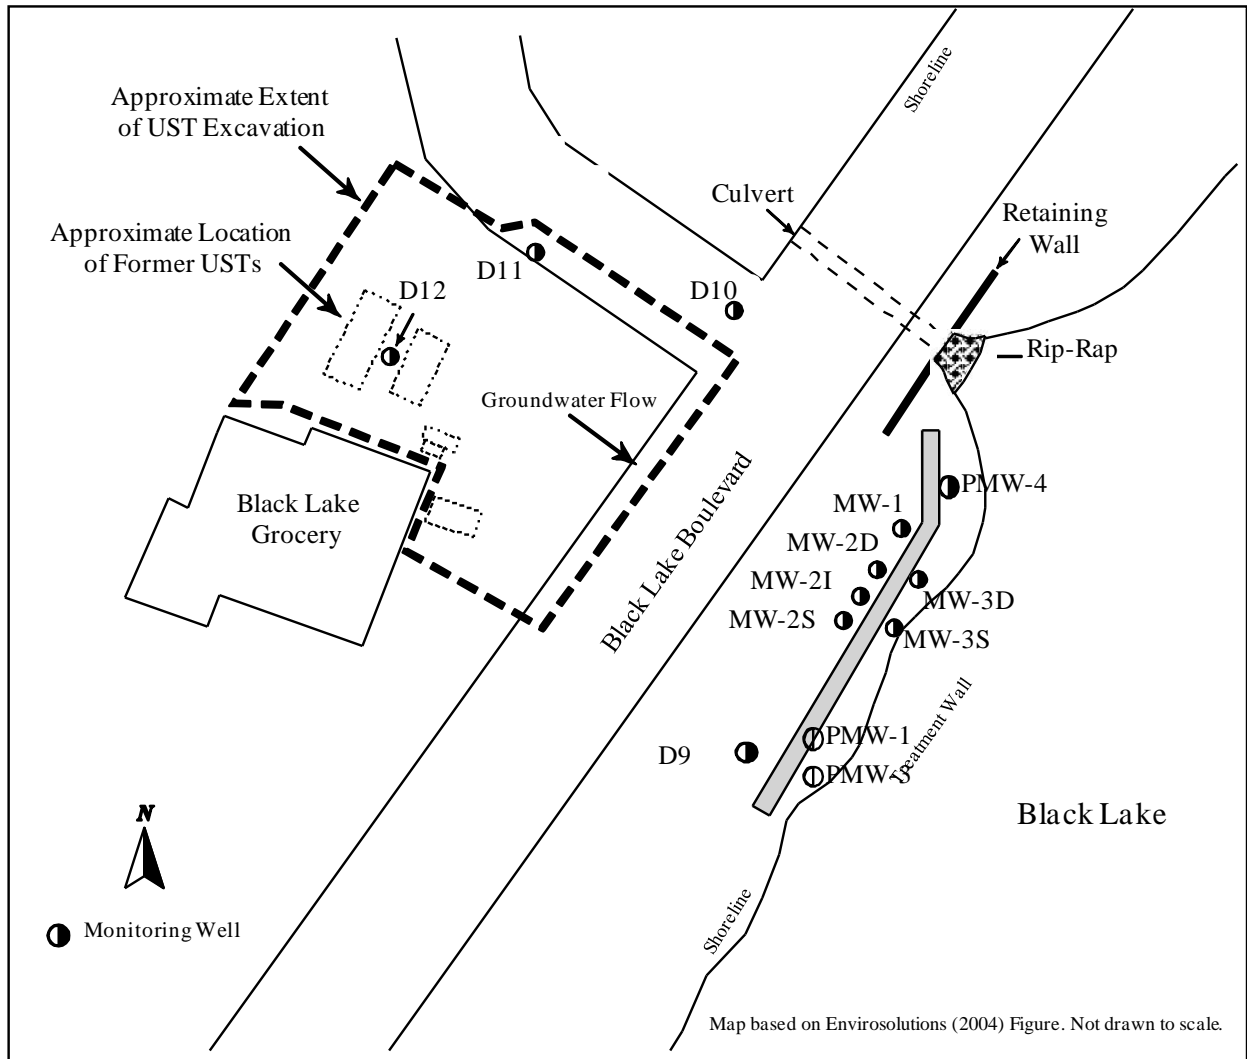 Approximate Extent
of UST Excavation
Shoreline
Culvert
Retaining
Wall
Approximate Location
of Former USTs
D11
D12
D10
Rip-Rap
Groundwater Flow
PMW-4
Black Lake
Grocery
MW-1
MW-2D
MW-2I
MW-2S
MW-3D
MW-3S
Black Lake Boulevard
Treatment Wall
PMW-1
D9
PMW-3
Black Lake
N
Monitoring Well
Shoreline
Map based on Envirosolutions (2004) Figure. Not drawn to scale.